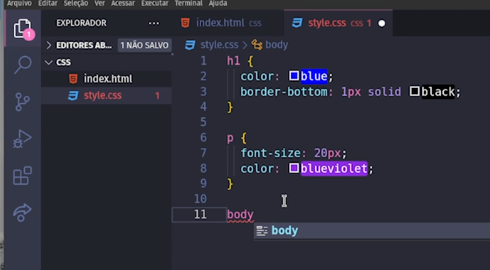 Arquivo Editar Seleção Ver Acessar Executar Terminal Ajuda
EXPLORADOR ...
EDITORES AB... 1 NÃO SALVO
CSS
index.html
style.css 1
1
index.html css
style.css css 1
style.css > body
1 h1 {
2 color: blue;
3 border-bottom: 1px solid black;
4 }
5
6 p {
7 font-size: 20px;
8 color: blueviolet;
9 }
10
11 body
body